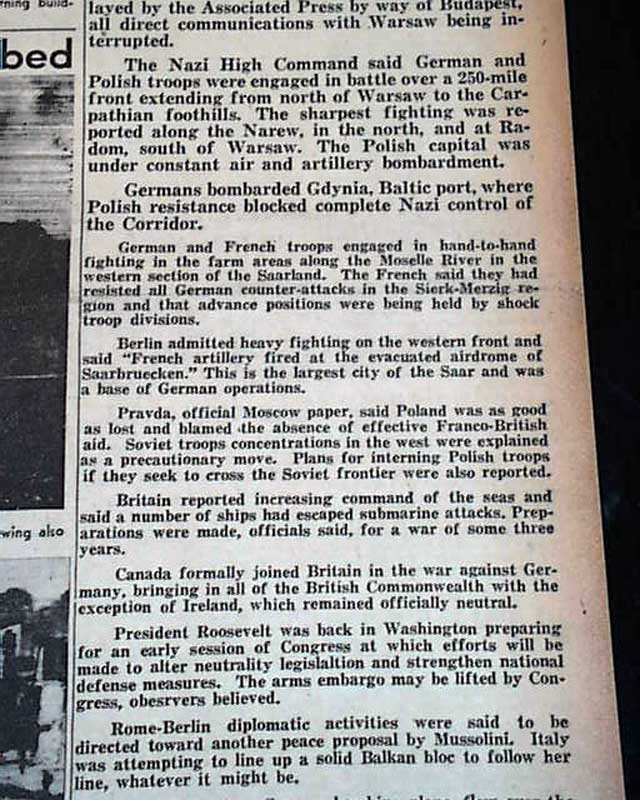 rning build-
bed
wing also
layed by the Associated Press by way of Budapest,
all direct communications with Warsaw being in-
terrupted.
The Nazi High Command said German and
Polish troops were engaged in battle over a 250-mile
front extending from north of Warsaw to the Car-
pathian foothills. The sharpest fighting was re-
ported along the Narew, in the north, and at Ra-
dom, south of Warsaw. The Polish capital was
under constant air and artillery bombardment.
Germans bombarded Gdynia, Baltic port, where
Polish resistance blocked complete Nazi control of
the Corridor.
German and French troops engaged in hand-to-hand
fighting in the farm areas along the Moselle River in the
western section of the Saarland. The French said they had
resisted all German counter-attacks in the Sierk-Merzig re-
gion and that advance positions were being held by shock
troop divisions.
Berlin admitted heavy fighting on the western front and
said "French artillery fired at the evacuated airdrome of
Saarbruecken." This is the largest city of the Saar and was
a base of German operations.
Pravda, official Moscow paper, said Poland was as good
as lost and blamed the absence of effective Franco-British
aid. Soviet troops concentrations in the west were explained
as a precautionary move. Plans for interning Polish troops
if they seek to cross the Soviet frontier were also reported.
Britain reported increasing command of the seas and
said a number of ships had escaped submarine attacks. Prep-
arations were made, officials said, for a war of some three
years.
Canada formally joined Britain in the war against Ger-
many, bringing in all of the British Commonwealth with the
exception of Ireland, which remained officially neutral.
President Roosevelt was back in Washington preparing
for an early session of Congress at which efforts will be
made to alter neutrality legislaltion and strengthen national
defense measures. The arms embargo may be lifted by Con-
gress, obesrvers believed.
Rome-Berlin diplomatic activities were said to be
directed toward another peace proposal by Mussolini. Italy
was attempting to line up a solid Balkan bloc to follow her
line, whatever it might be.